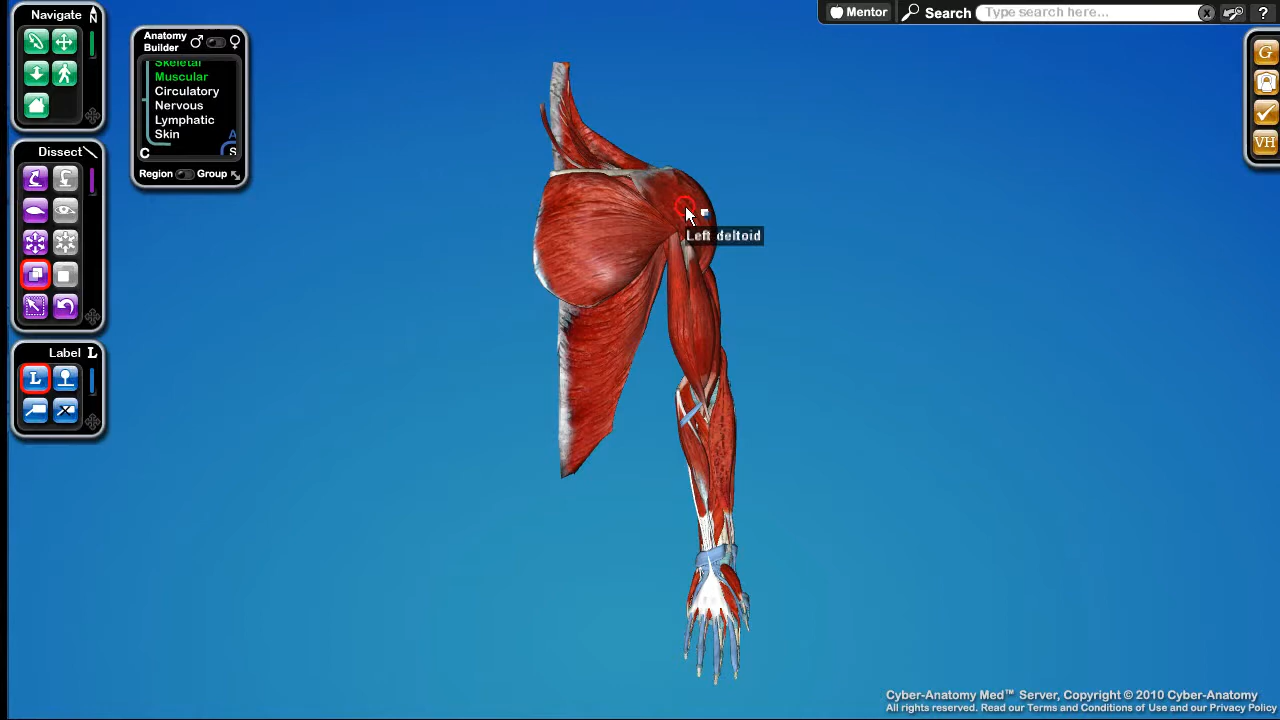 Navigate N
Mentor
Search
Type search here...
x
?
Anatomy
Builder
Skeletal
Muscular
Circulatory
Nervous
Lymphatic
Skin
A
C
S
Region
Group
G
VH
Dissect
Left deltoid
Label L
L
Cyber-Anatomy Med™ Server, Copyright © 2010 Cyber-Anatomy
All rights reserved. Read our Terms and Conditions of Use and our Privacy Policy